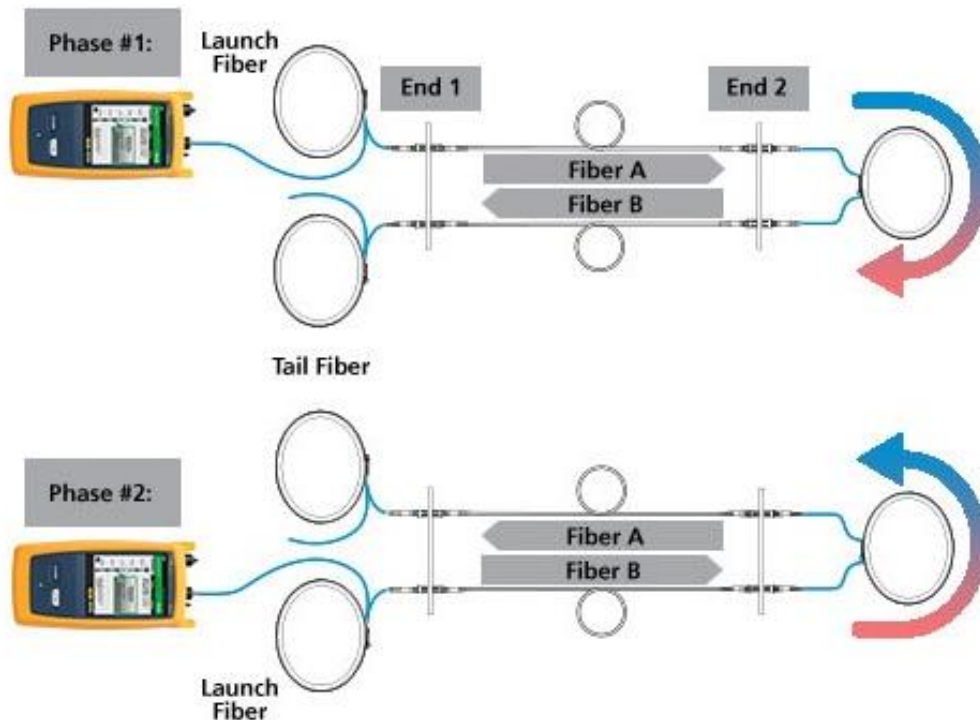 Phase #1:
Launch
Fiber
End 1
End 2
Fiber A
Fiber B
Tail Fiber
Phase #2:
Fiber A
Fiber B
Launch
Fiber